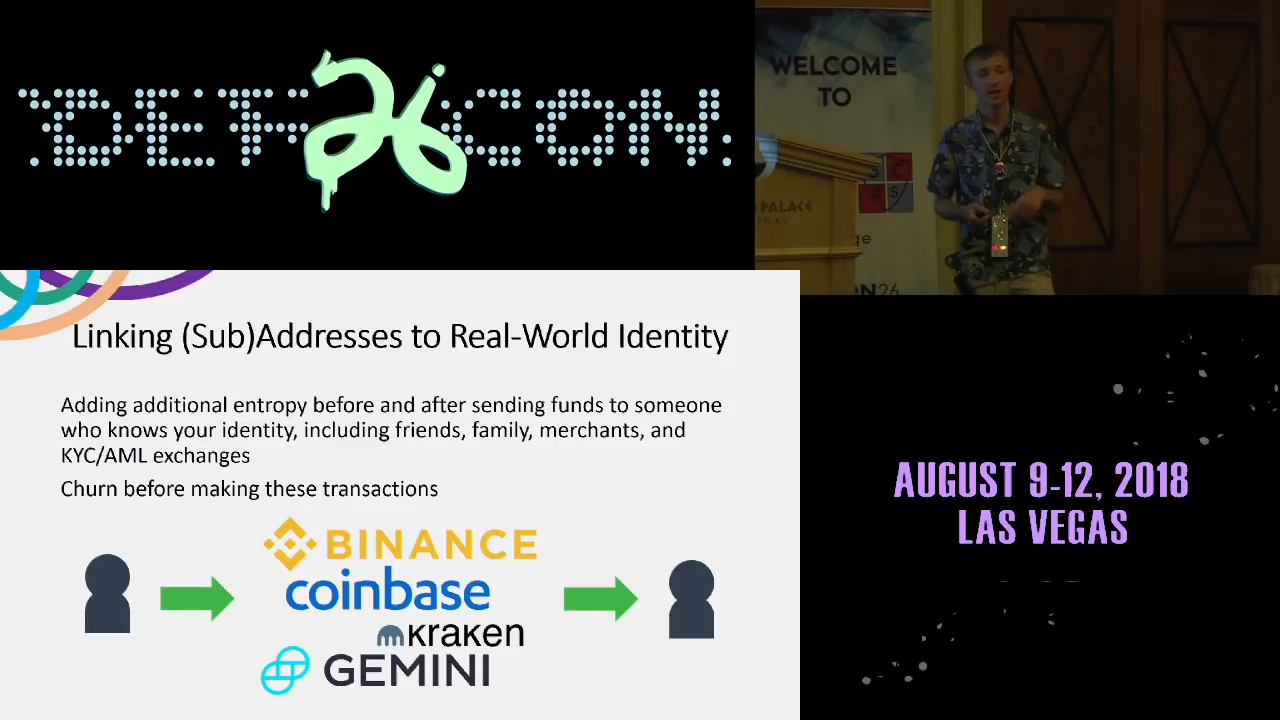 DEF CON
26
WELCOME
TO
PALACE
Linking (Sub)Addresses to Real-World Identity
Adding additional entropy before and after sending funds to someone
who knows your identity, including friends, family, merchants, and
KYC/AML exchanges
Churn before making these transactions
BINANCE
coinbase
kraken
GEMINI
AUGUST 9-12, 2018
LAS VEGAS